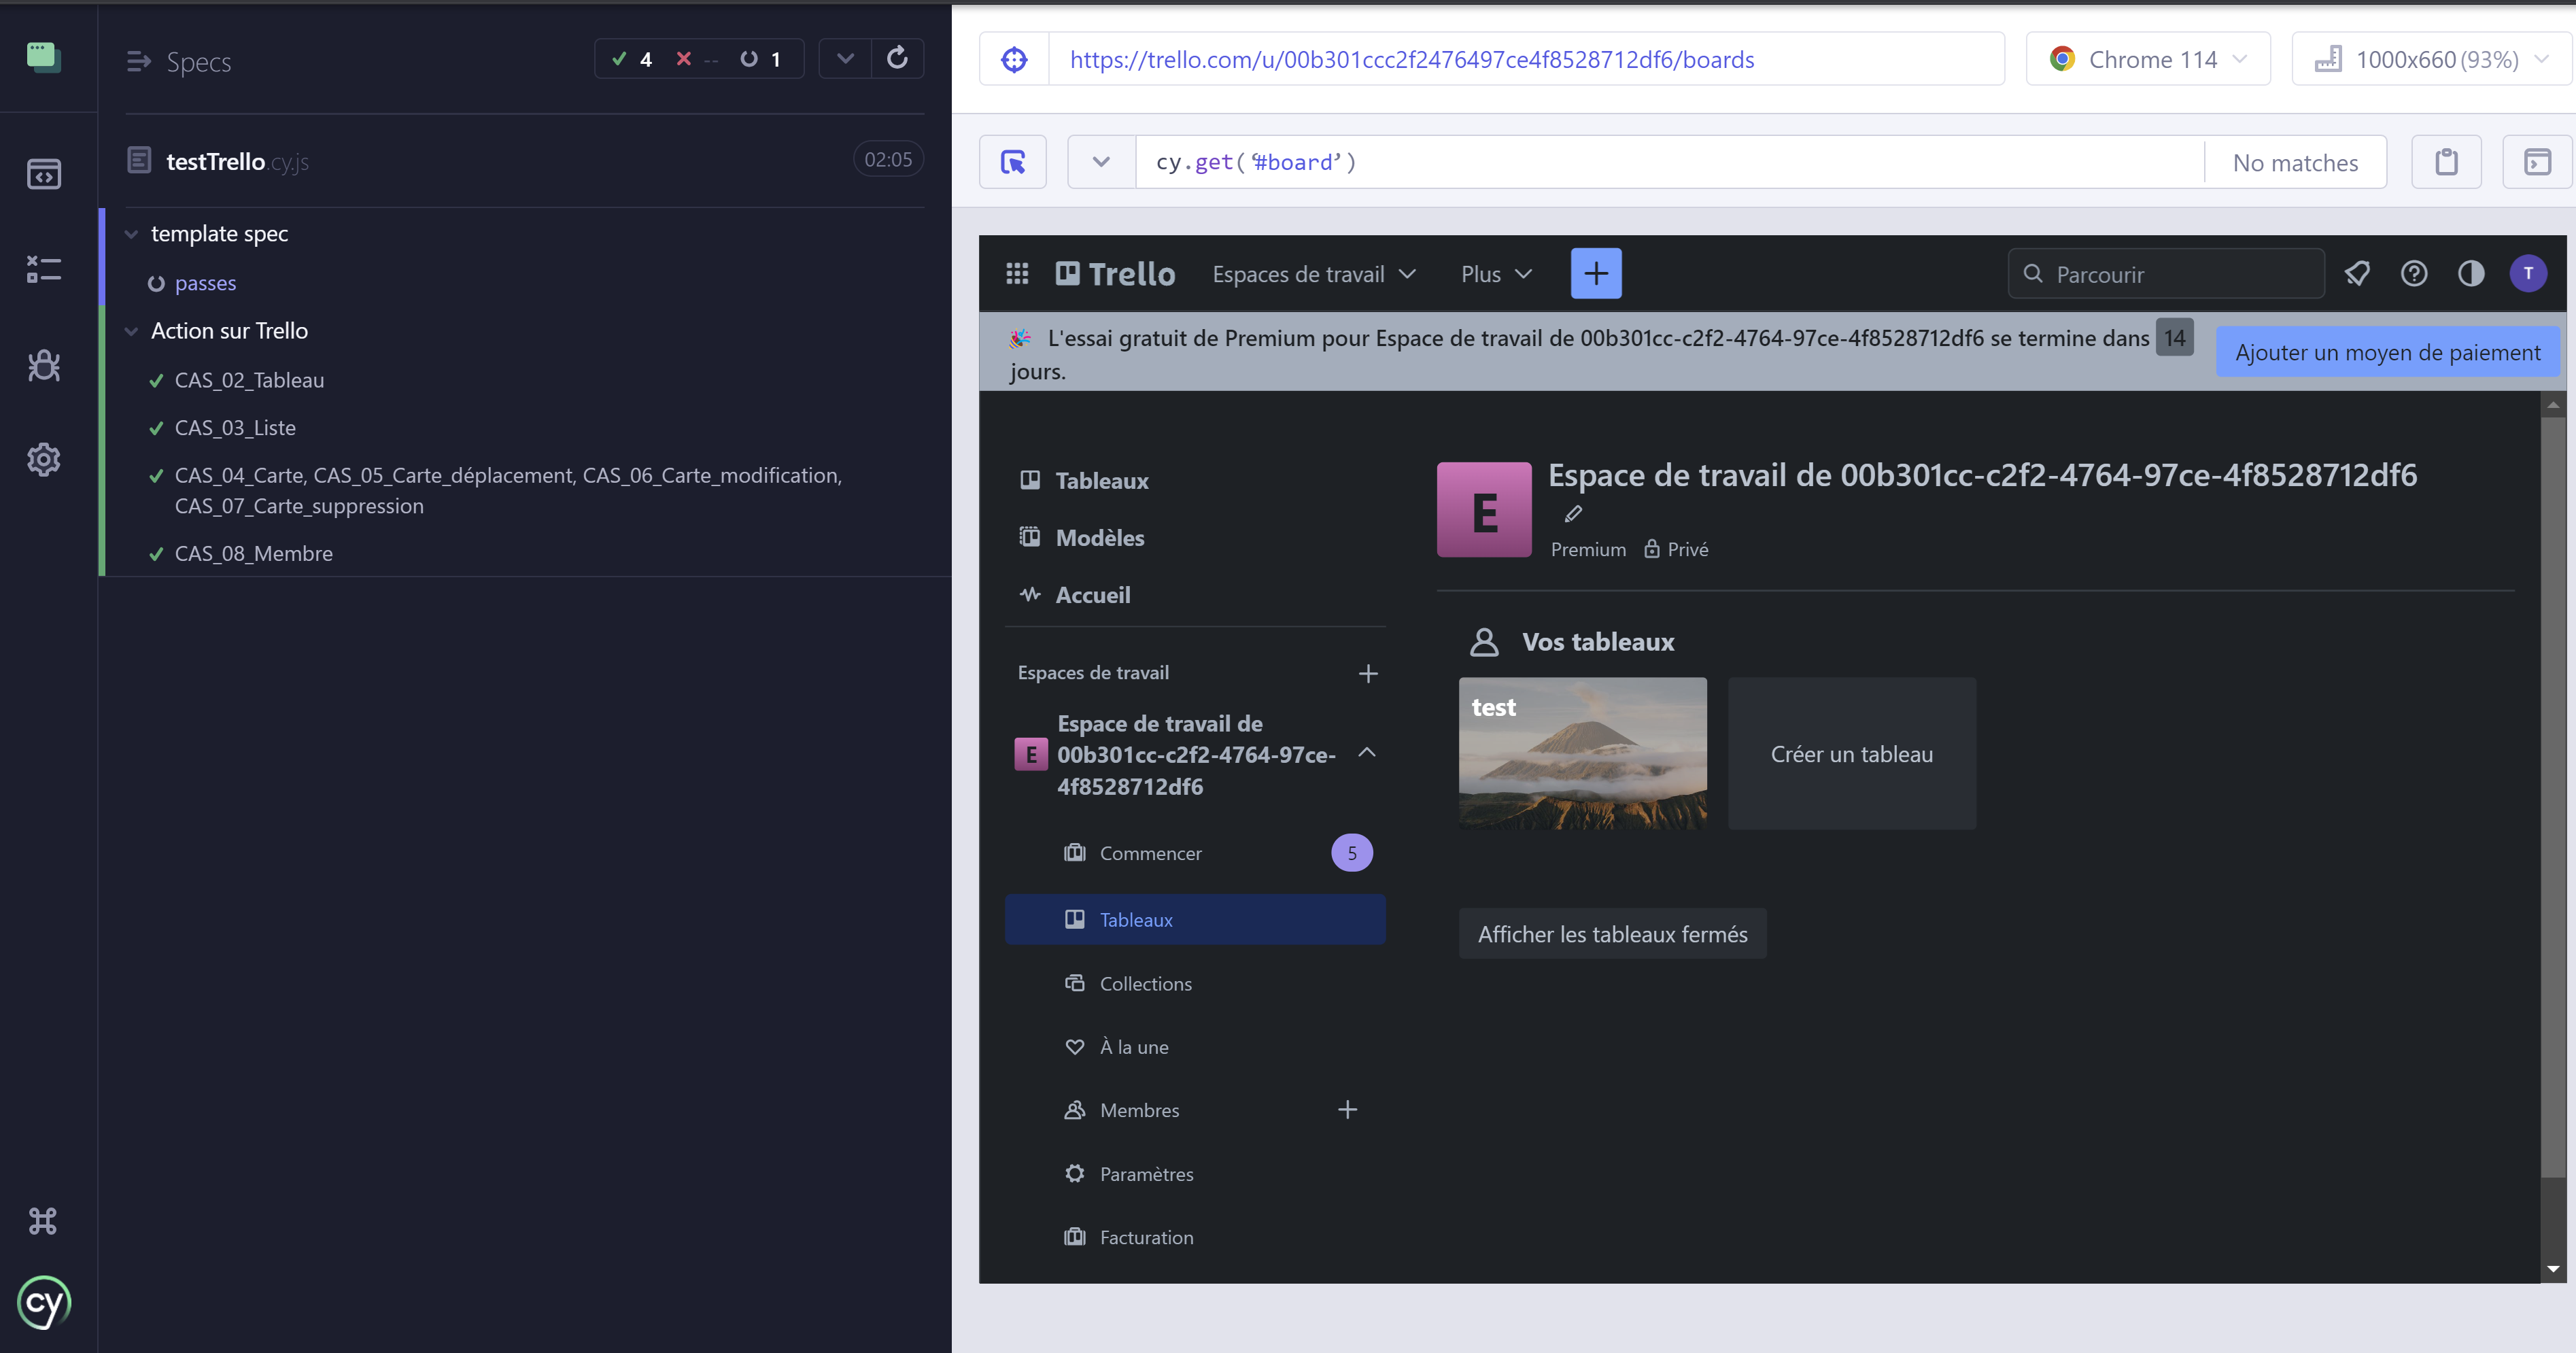 Specs
4 -- 1
testTrello.cy.js
02:05
template spec
passes
Action sur Trello
CAS_02_Tableau
CAS_03_Liste
CAS_04_Carte, CAS_05_Carte_déplacement, CAS_06_Carte_modification,
CAS_07_Carte_suppression
CAS_08_Membre
cy
https://trello.com/u/00b301ccc2f2476497ce4f8528712df6/boards
Chrome 114
1000x660 (93%)
cy.get('#board')
No matches
Trello
Espaces de travail
Plus
Parcourir
T
L'essai gratuit de Premium pour Espace de travail de 00b301cc-c2f2-4764-97ce-4f8528712df6 se termine dans 14
jours.
Ajouter un moyen de paiement
Tableaux
Modèles
Accueil
Espaces de travail
E
Espace de travail de
00b301cc-c2f2-4764-97ce-
4f8528712df6
Commencer
5
Tableaux
Collections
À la une
Membres
Paramètres
Facturation
E
Espace de travail de 00b301cc-c2f2-4764-97ce-4f8528712df6
Premium
Privé
Vos tableaux
test
Créer un tableau
Afficher les tableaux fermés